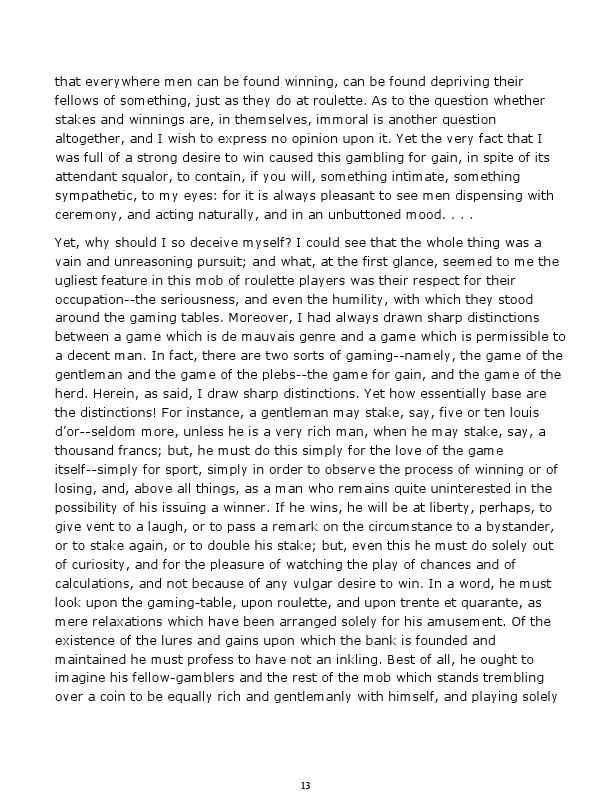 that everywhere men can be found winning, can be found depriving their
fellows of something, just as they do at roulette. As to the question whether
stakes and winnings are, in themselves, immoral is another question
altogether, and I wish to express no opinion upon it. Yet the very fact that I
was full of a strong desire to win caused this gambling for gain, in spite of its
attendant squalor, to contain, if you will, something intimate, something
sympathetic, to my eyes: for it is always pleasant to see men dispensing with
ceremony, and acting naturally, and in an unbuttoned mood. . . .
Yet, why should I so deceive myself? I could see that the whole thing was a
vain and unreasoning pursuit; and what, at the first glance, seemed to me the
ugliest feature in this mob of roulette players was their respect for their
occupation--the seriousness, and even the humility, with which they stood
around the gaming tables. Moreover, I had always drawn sharp distinctions
between a game which is de mauvais genre and a game which is permissible to
a decent man. In fact, there are two sorts of gaming--namely, the game of the
gentleman and the game of the plebs--the game for gain, and the game of the
herd. Herein, as said, I draw sharp distinctions. Yet how essentially base are
the distinctions! For instance, a gentleman may stake, say, five or ten louis
d'or--seldom more, unless he is a very rich man, when he may stake, say, a
thousand francs; but, he must do this simply for the love of the game
itself--simply for sport, simply in order to observe the process of winning or of
losing, and, above all things, as a man who remains quite uninterested in the
possibility of his issuing a winner. If he wins, he will be at liberty, perhaps, to
give vent to a laugh, or to pass a remark on the circumstance to a bystander,
or to stake again, or to double his stake; but, even this he must do solely out
of curiosity, and for the pleasure of watching the play of chances and of
calculations, and not because of any vulgar desire to win. In a word, he must
look upon the gaming-table, upon roulette, and upon trente et quarante, as
mere relaxations which have been arranged solely for his amusement. Of the
existence of the lures and gains upon which the bank is founded and
maintained he must profess to have not an inkling. Best of all, he ought to
imagine his fellow-gamblers and the rest of the mob which stands trembling
over a coin to be equally rich and gentlemanly with himself, and playing solely
13